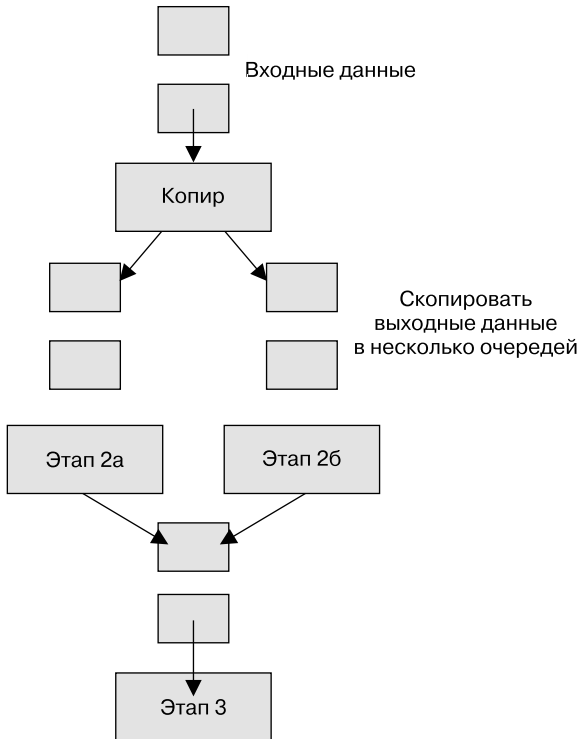 Входные данные
Копир
Скопировать
выходные данные
в несколько очередей
Этап 2а
Этап 2б
Этап 3